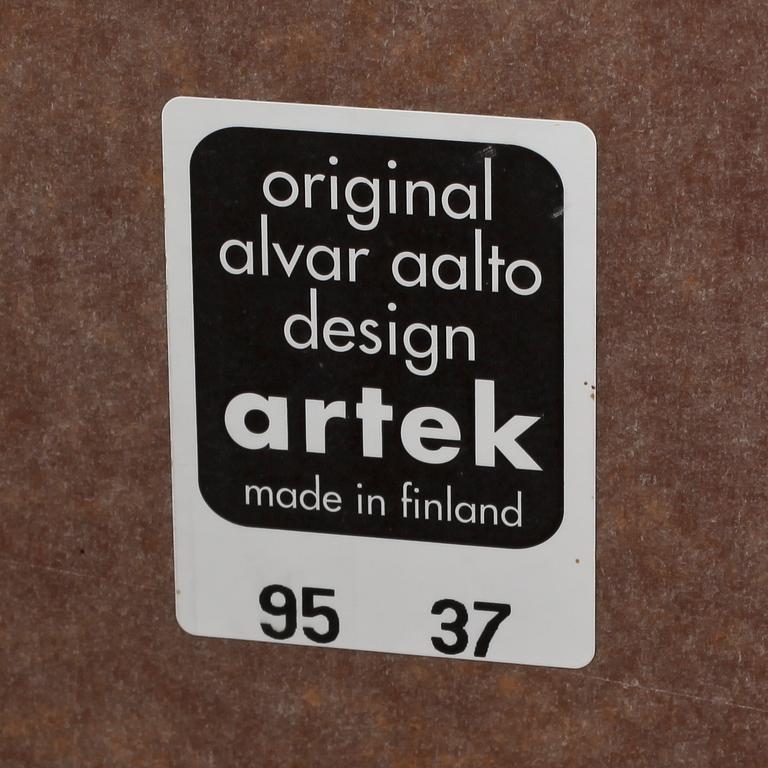 original
alvar aalto
design
artek
made in finland
95 37